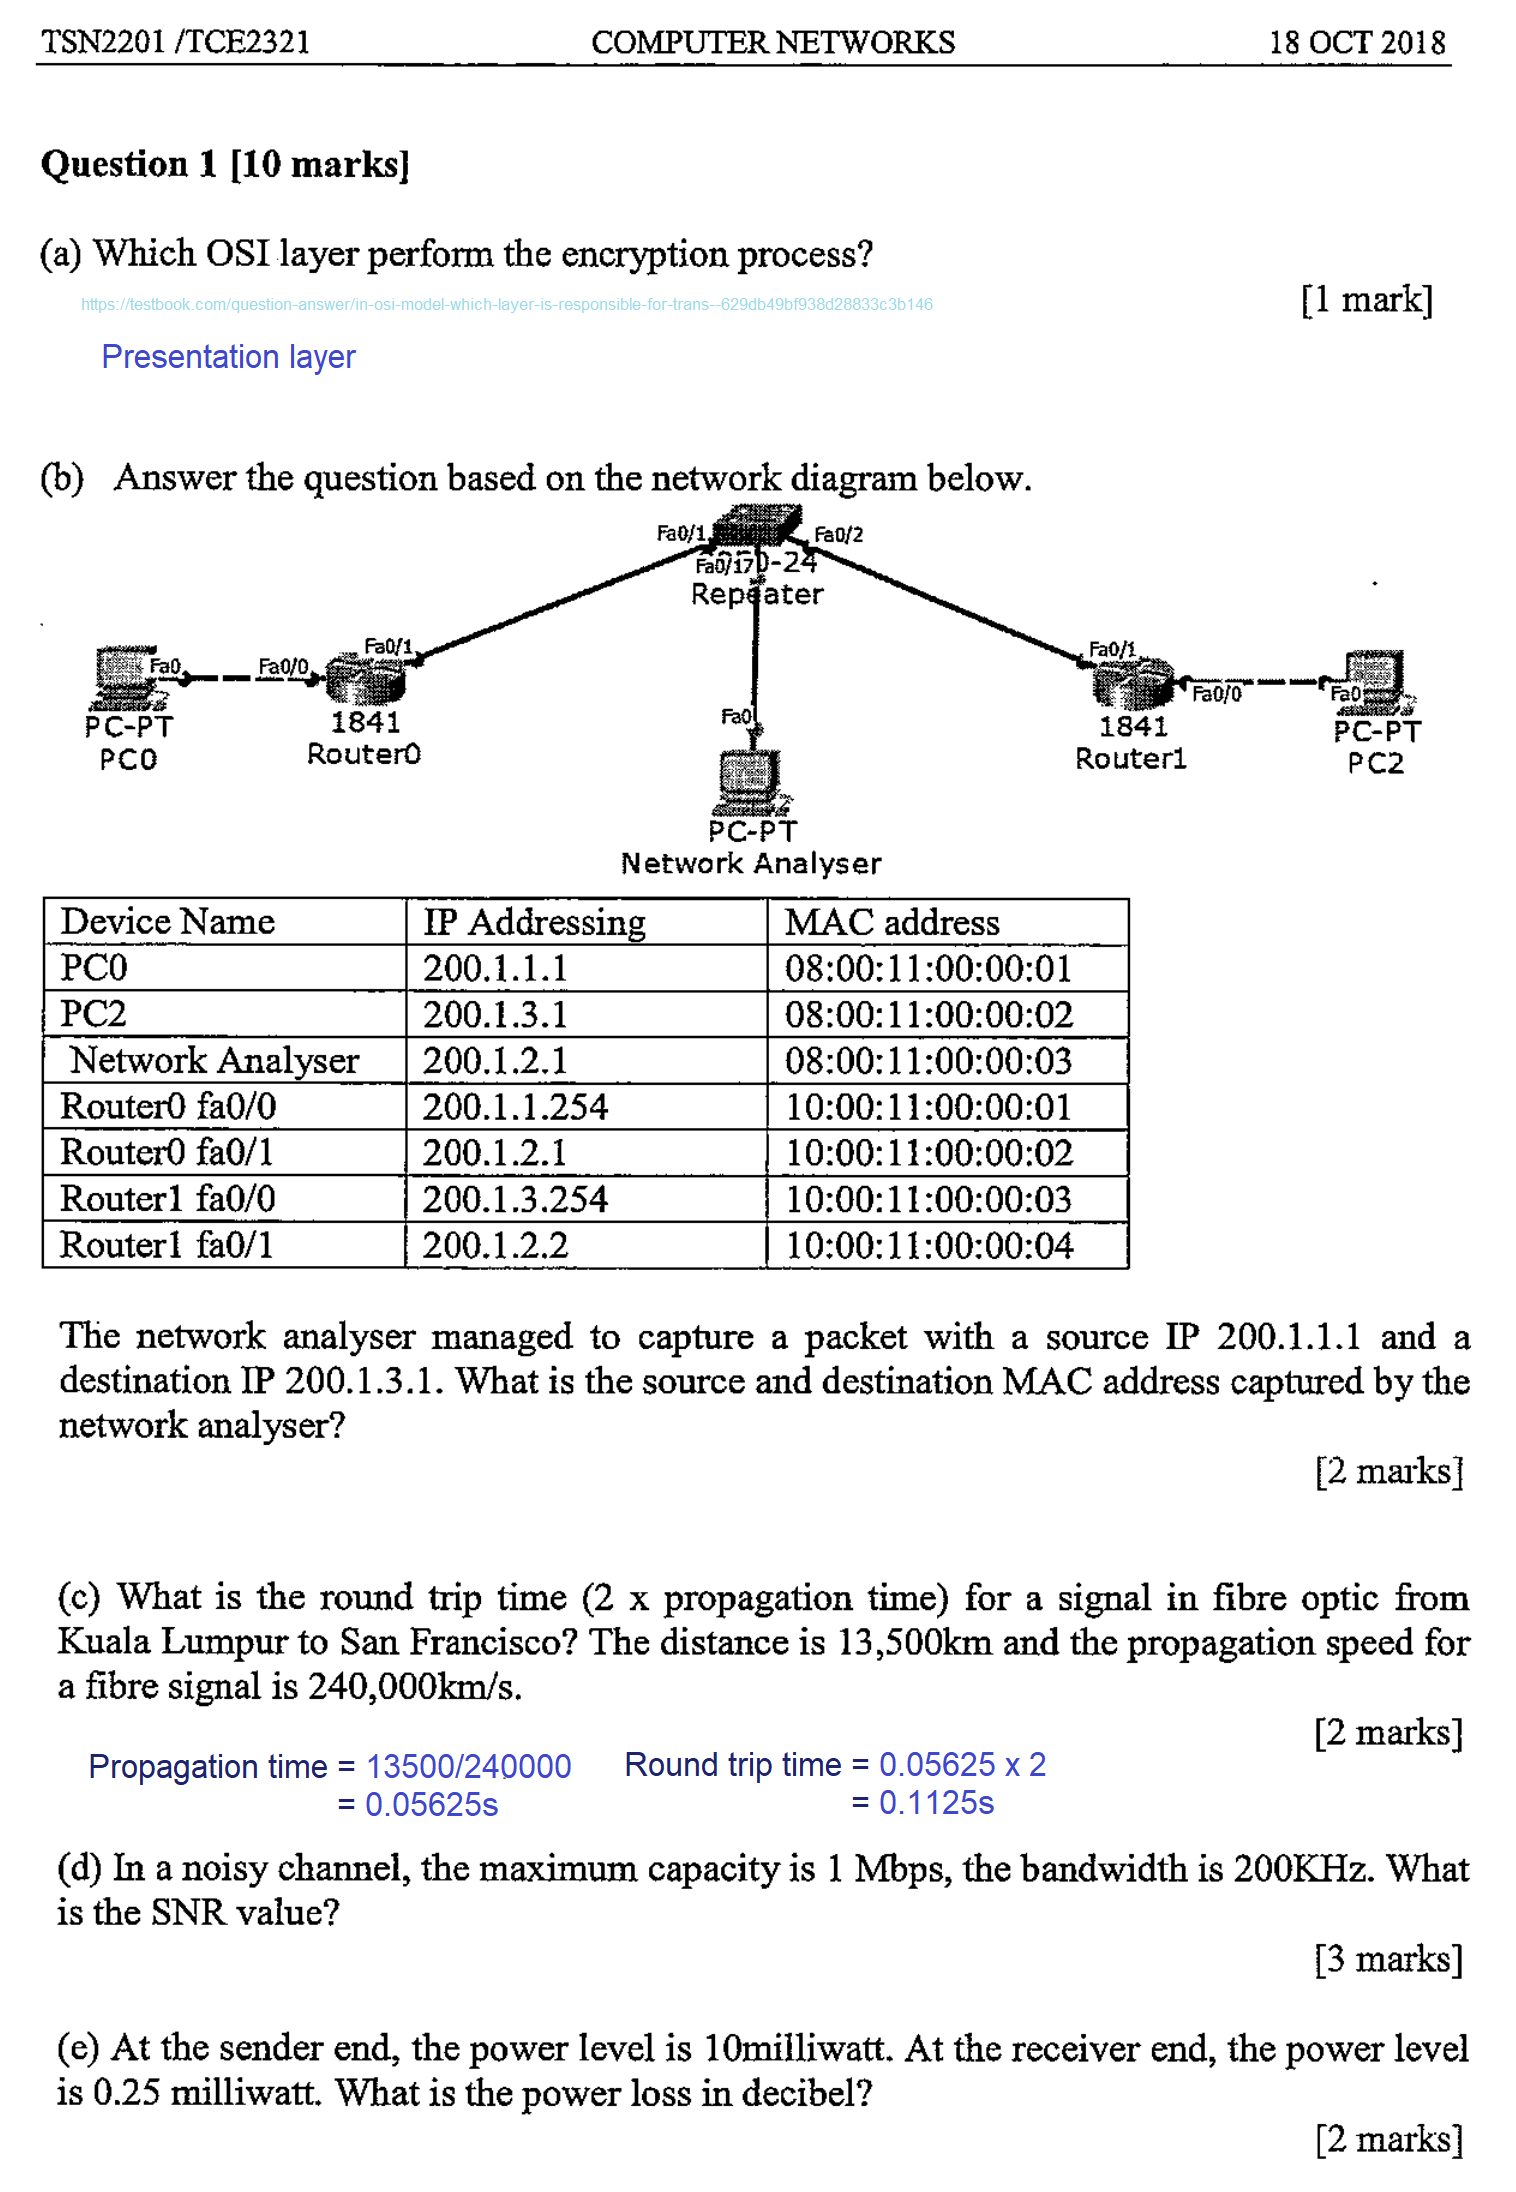 TSN2201 /TCE2321 COMPUTER NETWORKS 18 OCT 2018
Question 1 [10 marks]
(a) Which OSI layer perform the encryption process?
https://testbook.com/question-answer/in-osi-model-which-layer-is-responsible-for-trans--629db49bf938d28833c3b146
[1 mark]
Presentation layer
(b) Answer the question based on the network diagram below.
Fa0/1 Fa0/2
Fa0/17 -24
Repeater
Fa0 Fa0/0 Fa0/1 Fa0/1 Fa0/0 Fa0
PC-PT 1841 Fa0 1841 PC-PT
PC0 Router0 Router1 PC2
PC-PT
Network Analyser
Device Name IP Addressing MAC address
PC0 200.1.1.1 08:00:11:00:00:01
PC2 200.1.3.1 08:00:11:00:00:02
Network Analyser 200.1.2.1 08:00:11:00:00:03
Router0 fa0/0 200.1.1.254 10:00:11:00:00:01
Router0 fa0/1 200.1.2.1 10:00:11:00:00:02
Router1 fa0/0 200.1.3.254 10:00:11:00:00:03
Router1 fa0/1 200.1.2.2 10:00:11:00:00:04
The network analyser managed to capture a packet with a source IP 200.1.1.1 and a
destination IP 200.1.3.1. What is the source and destination MAC address captured by the
network analyser?
[2 marks]
(c) What is the round trip time (2 x propagation time) for a signal in fibre optic from
Kuala Lumpur to San Francisco? The distance is 13,500km and the propagation speed for
a fibre signal is 240,000km/s.
[2 marks]
Propagation time = 13500/240000 Round trip time = 0.05625 x 2
= 0.05625s = 0.1125s
(d) In a noisy channel, the maximum capacity is 1 Mbps, the bandwidth is 200KHz. What
is the SNR value?
[3 marks]
(e) At the sender end, the power level is 10milliwatt. At the receiver end, the power level
is 0.25 milliwatt. What is the power loss in decibel?
[2 marks]